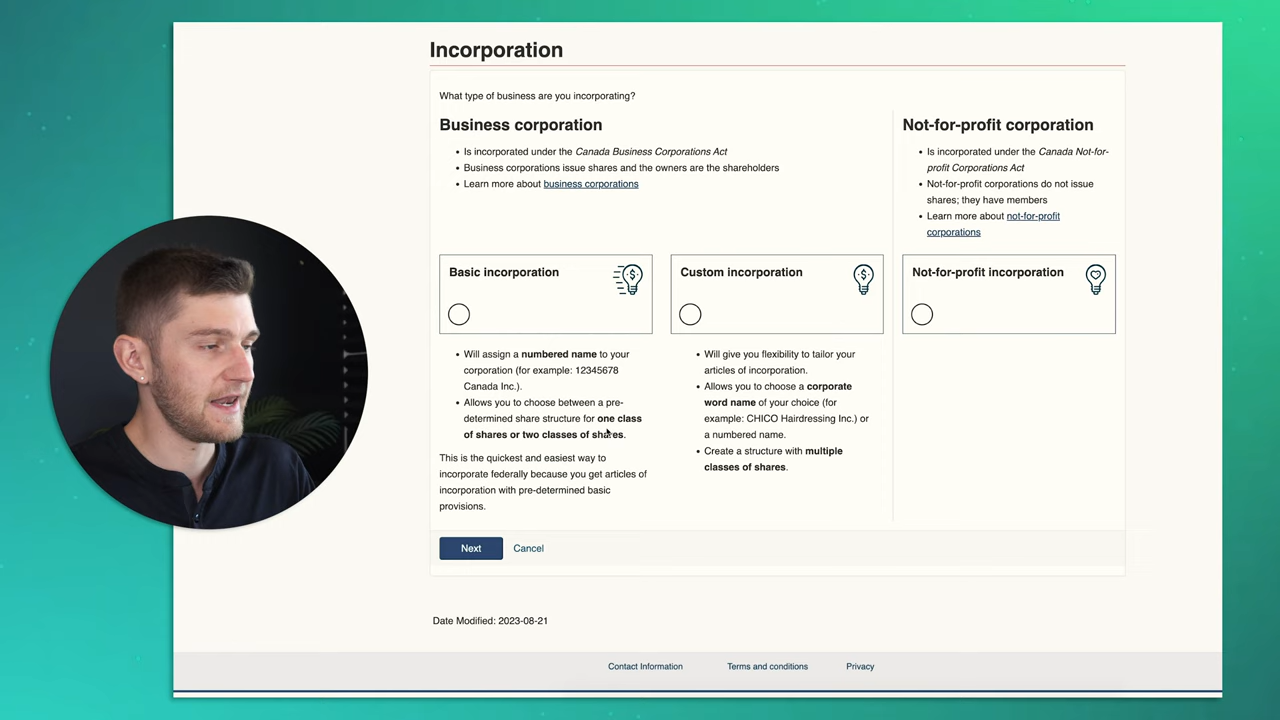 Incorporation
What type of business are you incorporating?
Business corporation
• Is incorporated under the Canada Business Corporations Act
• Business corporations issue shares and the owners are the shareholders
• Learn more about business corporations
Not-for-profit corporation
• Is incorporated under the Canada Not-for-
profit Corporations Act
• Not-for-profit corporations do not issue
shares; they have members
• Learn more about not-for-profit
corporations
Basic incorporation
• Will assign a numbered name to your
corporation (for example: 12345678
Canada Inc.).
• Allows you to choose between a pre-
determined share structure for one class
of shares or two classes of shares.
This is the quickest and easiest way to
incorporate federally because you get articles of
incorporation with pre-determined basic
provisions.
Custom incorporation
• Will give you flexibility to tailor your
articles of incorporation.
• Allows you to choose a corporate
word name of your choice (for
example: CHICO Hairdressing Inc.) or
a numbered name.
• Create a structure with multiple
classes of shares.
Not-for-profit incorporation
Next
Cancel
Date Modified: 2023-08-21
Contact Information
Terms and conditions
Privacy